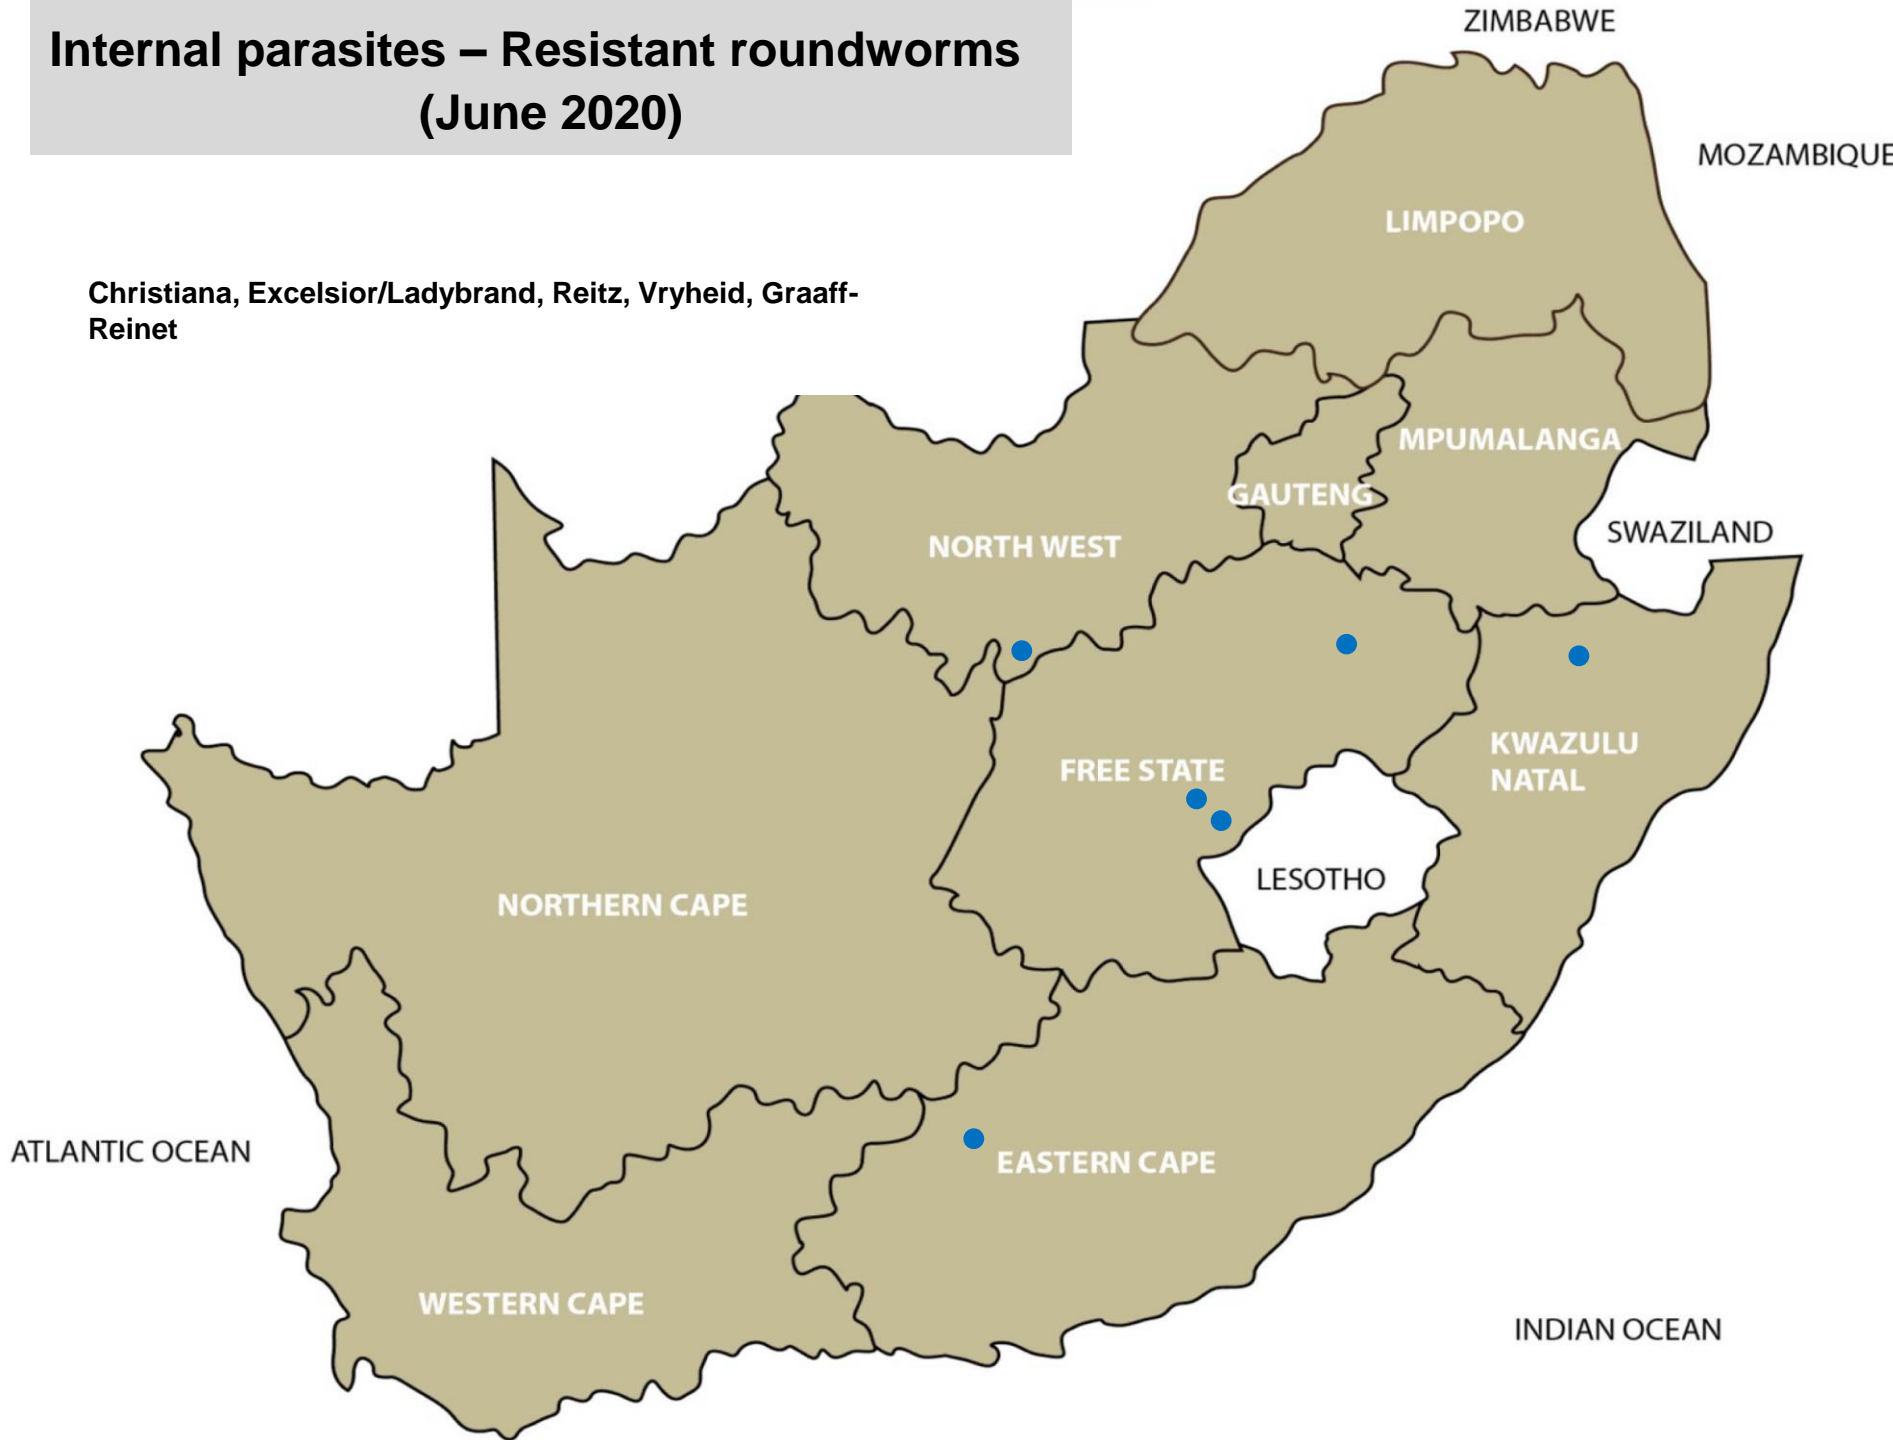 Internal parasites – Resistant roundworms
(June 2020)
ZIMBABWE
MOZAMBIQUE
LIMPOPO
Christiana, Excelsior/Ladybrand, Reitz, Vryheid, Graaff-
Reinet
MPUMALANGA
GAUTENG
NORTH WEST
SWAZILAND
KWAZULU
NATAL
FREE STATE
LESOTHO
NORTHERN CAPE
ATLANTIC OCEAN
EASTERN CAPE
WESTERN CAPE
INDIAN OCEAN